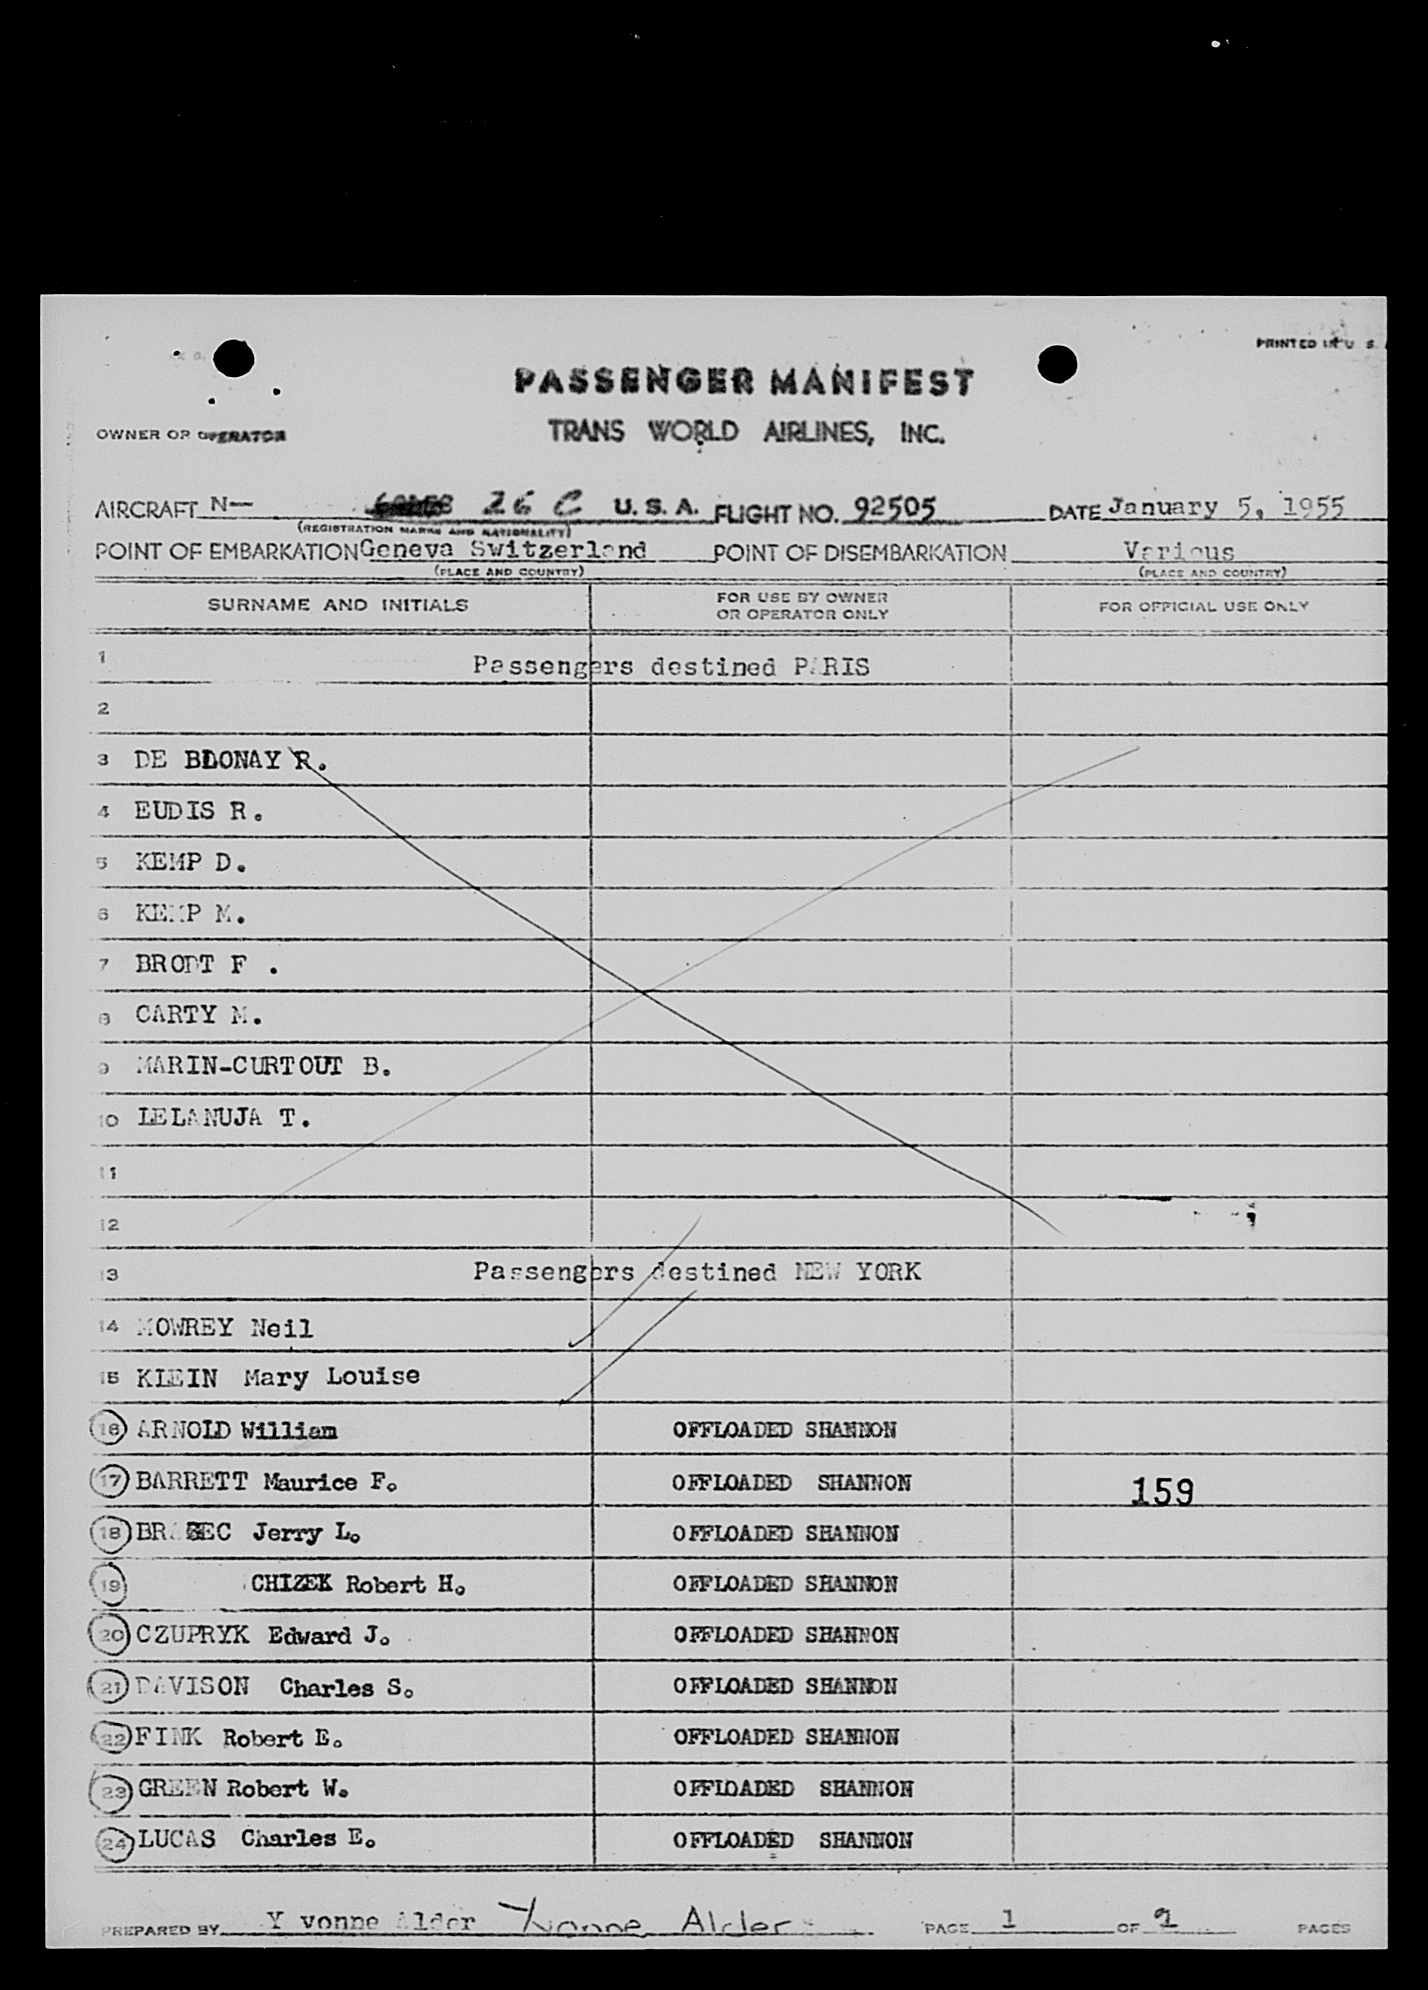 PRINTED IN U S
PASSENGER MANIFEST
OWNER OR OPERATOR TRANS WORLD AIRLINES, INC.
AIRCRAFT N— 26 C U.S.A. FLIGHT NO. 92505 DATE January 5, 1955
(REGISTRATION MARKS AND NATIONALITY)
POINT OF EMBARKATION Geneva Switzerland POINT OF DISEMBARKATION Various
(PLACE AND COUNTRY) (PLACE AND COUNTRY)
SURNAME AND INITIALS FOR USE BY OWNER OR OPERATOR ONLY FOR OFFICIAL USE ONLY
1 Passengers destined PARIS
2
3 DE BLONAY R.
4 EUDIS R.
5 KEMP D.
6 KEMP M.
7 BRODT F .
8 CARTY M.
9 MARIN-CURTOUT B.
10 LELANUJA T.
11
12
13 Passengers destined NEW YORK
14 MOWREY Neil
15 KLEIN Mary Louise
16 ARNOLD William OFFLOADED SHANNON
17 BARRETT Maurice F. OFFLOADED SHANNON 159
18 Jerry L. OFFLOADED SHANNON
19 CHIZEK Robert H. OFFLOADED SHANNON
20 CZUPRYK Edward J. OFFLOADED SHANNON
21 DAVISON Charles S. OFFLOADED SHANNON
22 FINK Robert E. OFFLOADED SHANNON
23 GREEN Robert W. OFFLOADED SHANNON
24 LUCAS Charles E. OFFLOADED SHANNON
PREPARED BY Y vonne Alder Yvonne Alder PAGE 1 OF 2 PAGES